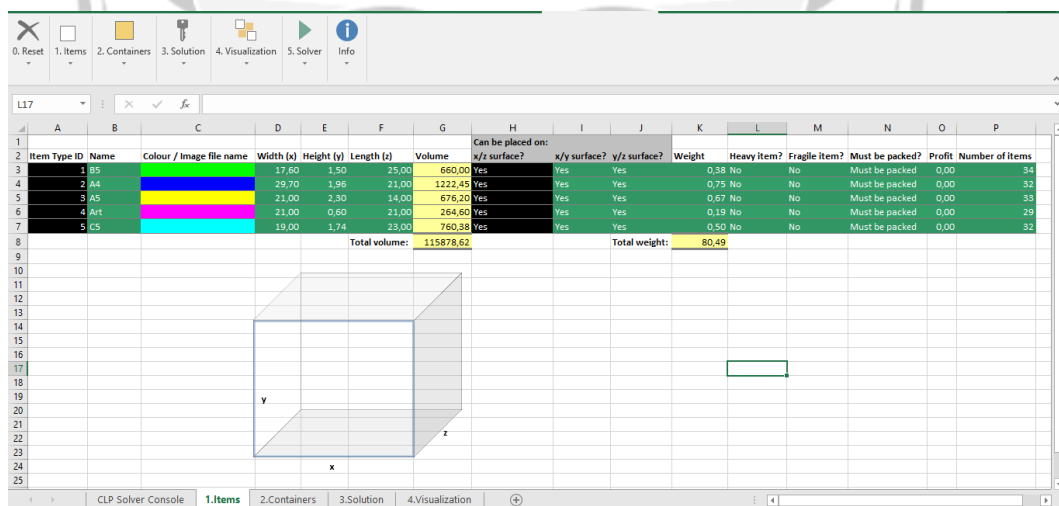 0. Reset 1. Items 2. Containers 3. Solution 4. Visualization 5. Solver Info
L17 fx
A B C D E F G H I J K L M N O P
1 Can be placed on:
2 Item Type ID Name Colour / Image file name Width (x) Height (y) Length (z) Volume x/z surface? x/y surface? y/z surface? Weight Heavy item? Fragile item? Must be packed? Profit Number of items
3 1 B5 17,60 1,50 25,00 660,00 Yes Yes Yes 0,38 No No Must be packed 0,00 34
4 2 A4 29,70 1,96 21,00 1222,45 Yes Yes Yes 0,75 No No Must be packed 0,00 32
5 3 A5 21,00 2,30 14,00 676,20 Yes Yes Yes 0,67 No No Must be packed 0,00 33
6 4 Art 21,00 0,60 21,00 264,60 Yes Yes Yes 0,19 No No Must be packed 0,00 29
7 5 C5 19,00 1,74 23,00 760,38 Yes Yes Yes 0,50 No No Must be packed 0,00 32
8 Total volume: 115878,62 Total weight: 80,49
9
10
11
12
13
14
15
16
17
18
19 y
20
21
22 z
23
24 x
25
CLP Solver Console 1.Items 2.Containers 3.Solution 4.Visualization